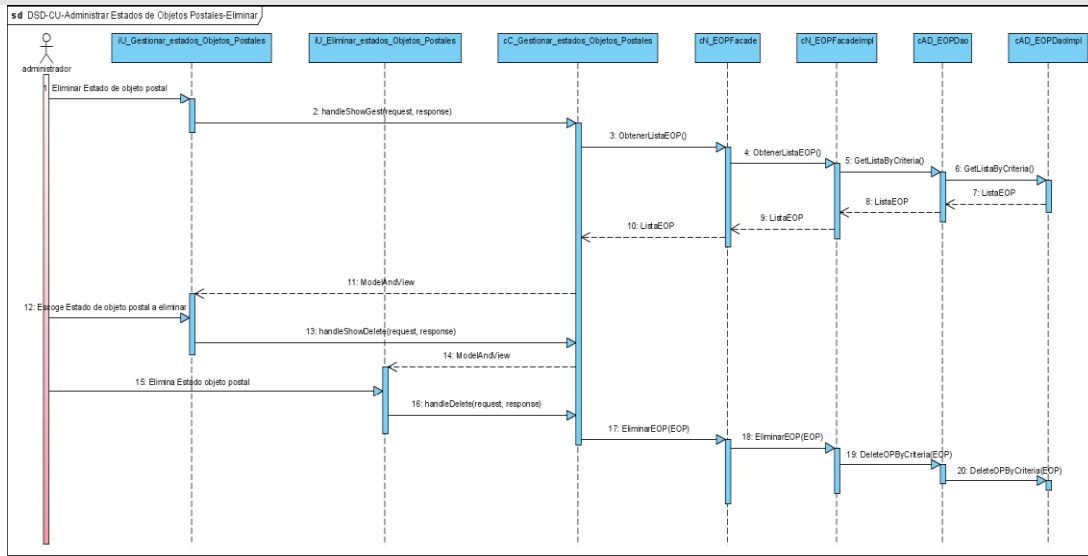 sd DSD-CU-Administrar Estados de Objetos Postales-Eliminar
iU_Gestionar_estados_Objetos_Postales
iU_Eliminar_estados_Objetos_Postales
cC_Gestionar_estados_Objetos_Postales
cN_EOPFacade
cN_EOPFacadeImpl
cAD_EOPDao
cAD_EOPDaoImpl
administrador
1: Eliminar Estado de objeto postal
2: handleShowGest(request, response)
3: ObtenerListaEOP()
4: ObtenerListaEOP()
5: GetListaByCriteria()
6: GetListaByCriteria()
7: ListaEOP
8: ListaEOP
9: ListaEOP
10: ListaEOP
11: ModelAndView
12: Escoge Estado de objeto postal a eliminar
13: handleShowDelete(request, response)
14: ModelAndView
15: Elimina Estado objeto postal
16: handleDelete(request, response)
17: EliminarEOP(EOP)
18: EliminarEOP(EOP)
19: DeleteOPByCriteria(EOP)
20: DeleteOPByCriteria(EOP)